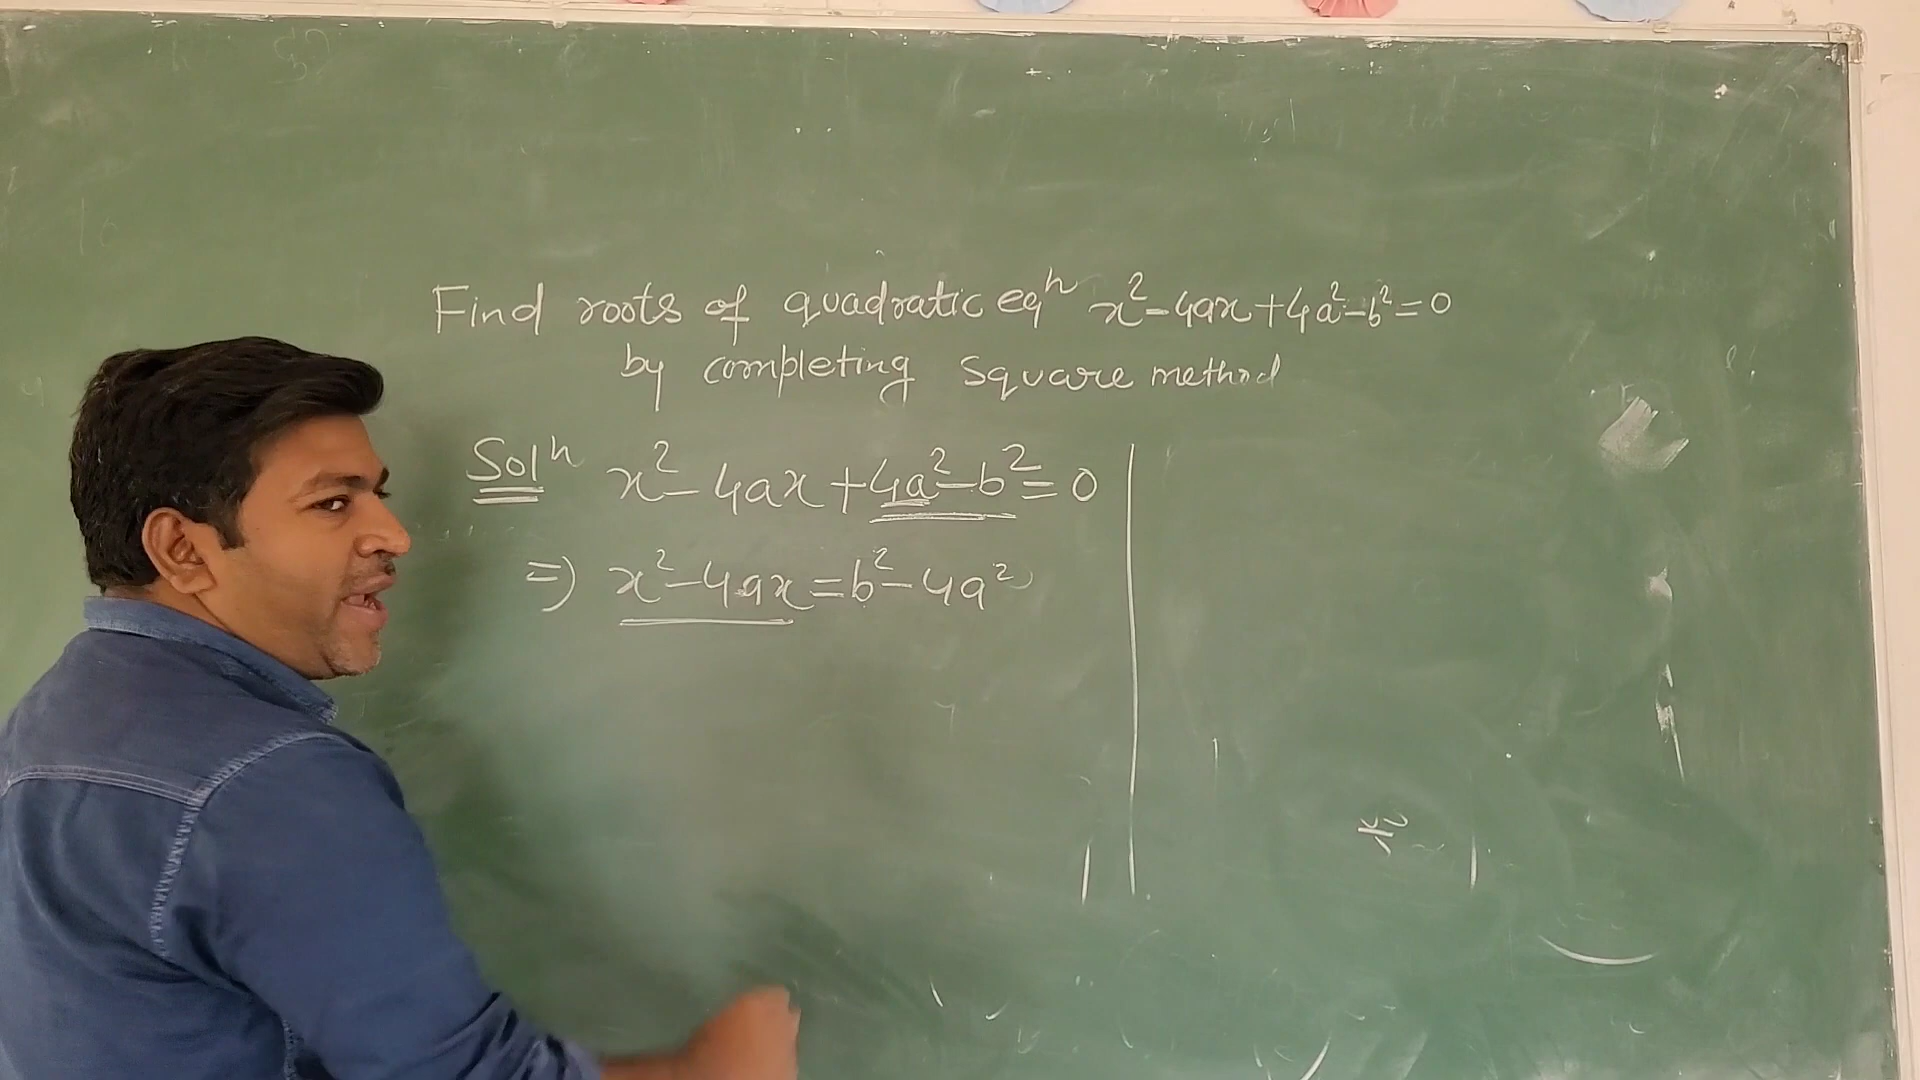 Find roots of quadratic eqⁿ x²-4ax+4a²-b²=0
by completing square method
Solⁿ x²-4ax+4a²-b²=0
=) x²-4ax=b²-4a²